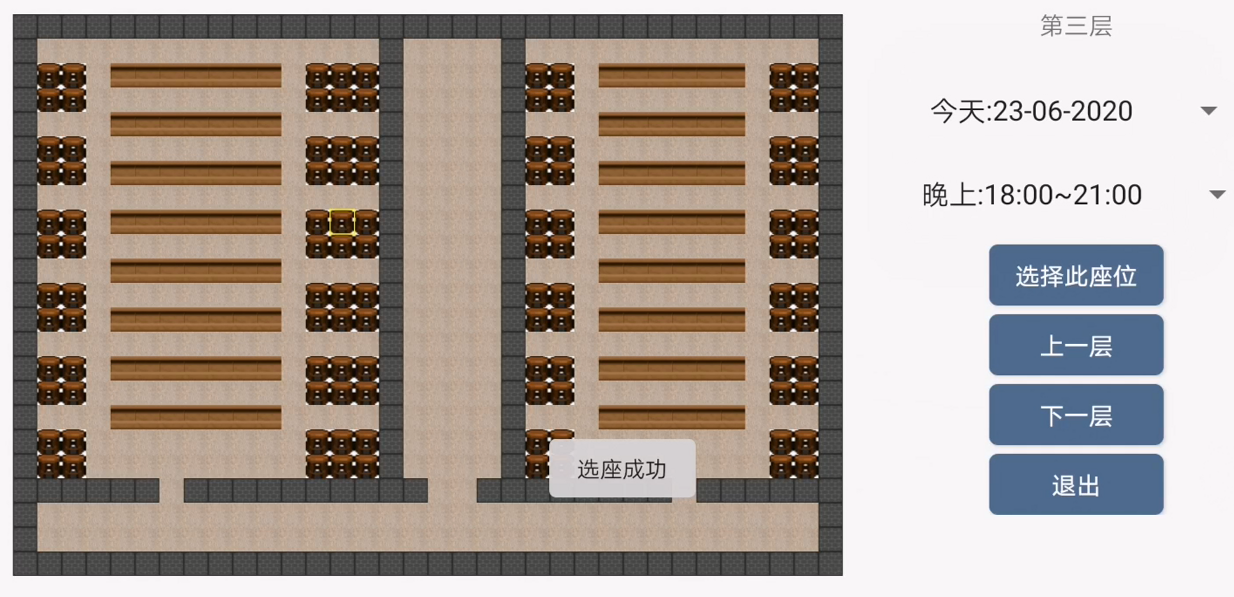 第三层
今天:23-06-2020
晚上:18:00~21:00
选择此座位
上一层
下一层
选座成功
退出